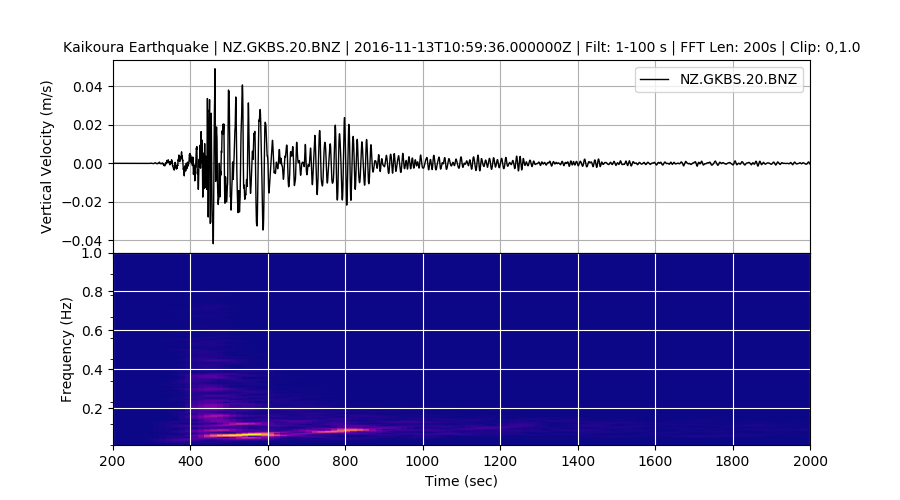 Kaikoura Earthquake | NZ.GKBS.20.BNZ | 2016-11-13T10:59:36.000000Z | Filt: 1-100 s | FFT Len: 200s | Clip: 0,1.0
NZ.GKBS.20.BNZ
Vertical Velocity (m/s)
0.04
0.02
0.00
−0.02
−0.04
Frequency (Hz)
1.0
0.8
0.6
0.4
0.2
200 400 600 800 1000 1200 1400 1600 1800 2000
Time (sec)